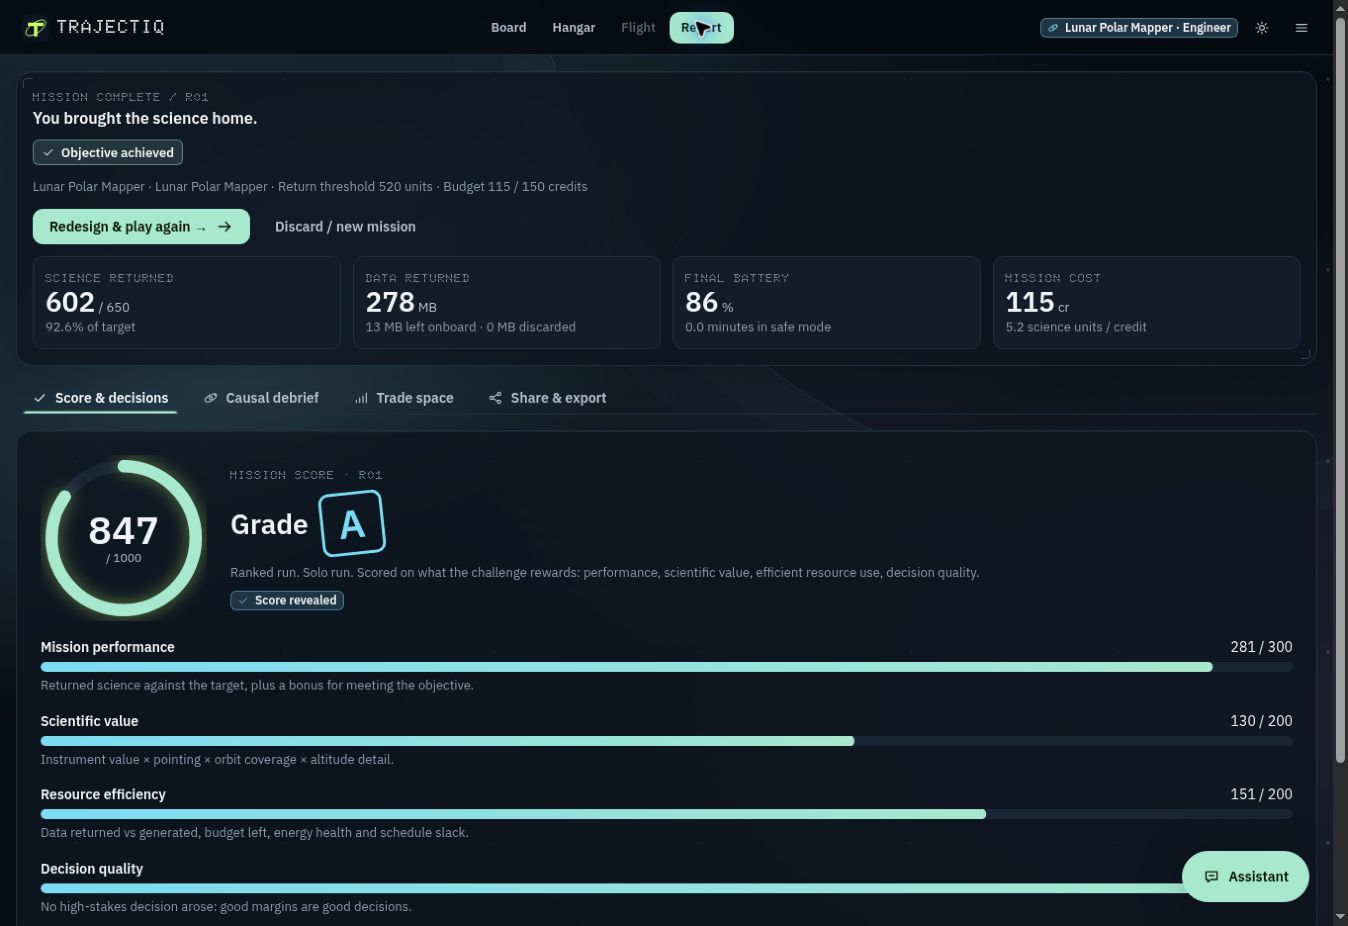 TRAJECTIQ
Board
Hangar
Flight
Lunar Polar Mapper · Engineer
MISSION COMPLETE / R01
You brought the science home.
Objective achieved
Lunar Polar Mapper · Lunar Polar Mapper · Return threshold 520 units · Budget 115 / 150 credits
Redesign & play again →
Discard / new mission
SCIENCE RETURNED
602 / 650
92.6% of target
DATA RETURNED
278 MB
13 MB left onboard · 0 MB discarded
FINAL BATTERY
86 %
0.0 minutes in safe mode
MISSION COST
115 cr
5.2 science units / credit
Score & decisions
Causal debrief
Trade space
Share & export
847
/ 1000
MISSION SCORE · R01
Grade A
Ranked run. Solo run. Scored on what the challenge rewards: performance, scientific value, efficient resource use, decision quality.
Score revealed
Mission performance
281 / 300
Returned science against the target, plus a bonus for meeting the objective.
Scientific value
130 / 200
Instrument value × pointing × orbit coverage × altitude detail.
Resource efficiency
151 / 200
Data returned vs generated, budget left, energy health and schedule slack.
Decision quality
No high-stakes decision arose: good margins are good decisions.
Assistant